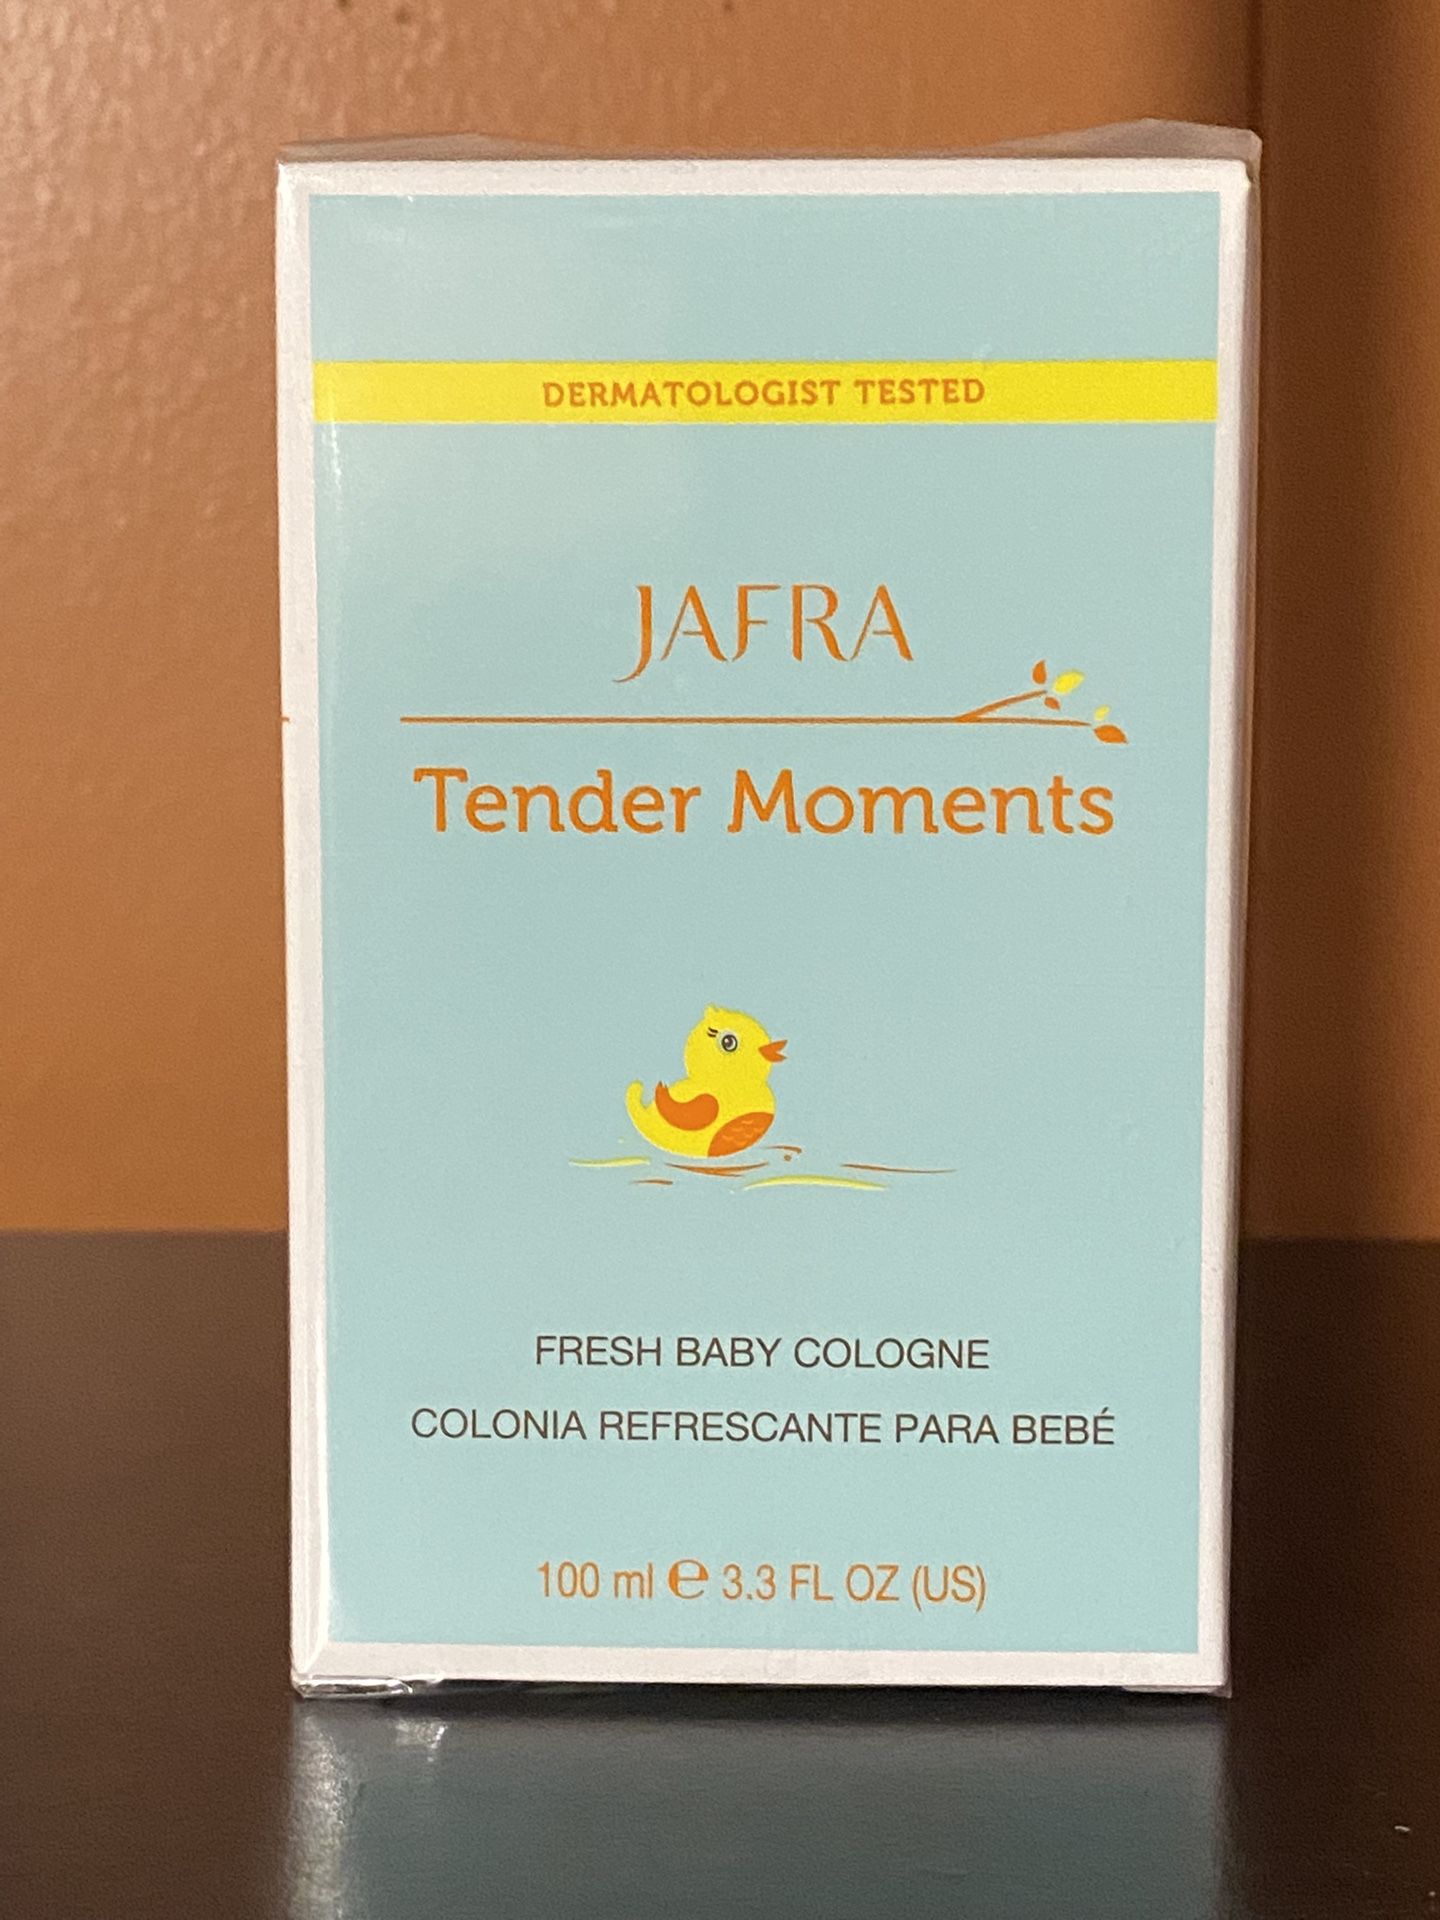 DERMATOLOGIST TESTED
JAFRA
Tender Moments
FRESH BABY COLOGNE
COLONIA REFRESCANTE PARA BEBÉ
100 ml ℮ 3.3 FL OZ (US)